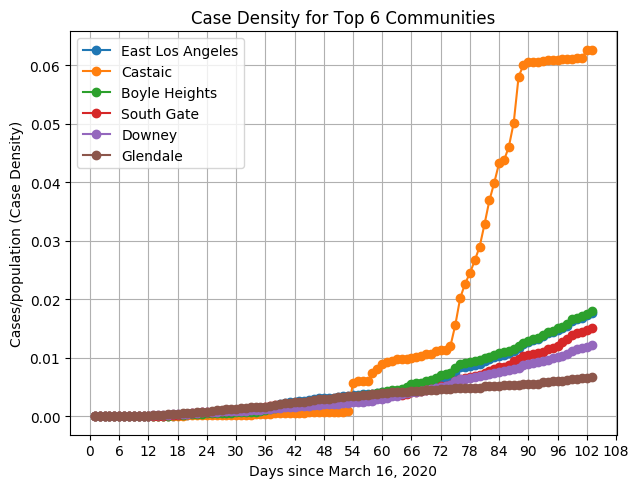 Case Density for Top 6 Communities
East Los Angeles
Castaic
Boyle Heights
South Gate
Downey
Glendale
Cases/population (Case Density)
0.06
0.05
0.04
0.03
0.02
0.01
0.00
0 6 12 18 24 30 36 42 48 54 60 66 72 78 84 90 96 102 108
Days since March 16, 2020